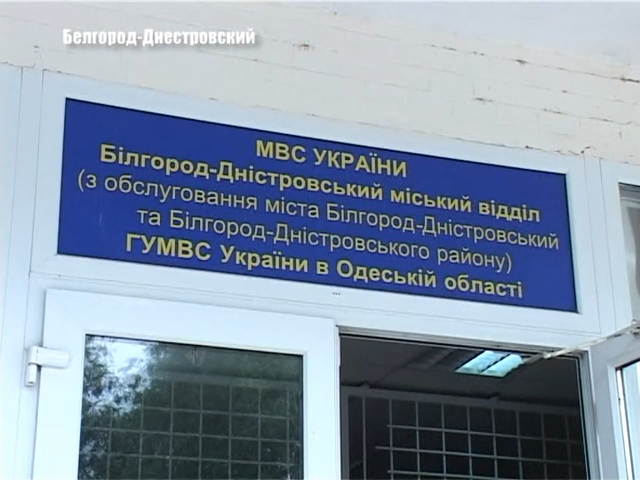 Белгород-Днестровский
МВС УКРАЇНИ
Білгород-Дністровський міський відділ
(з обслуговання міста Білгород-Дністровський
та Білгород-Дністровського району)
ГУМВС України в Одеській області